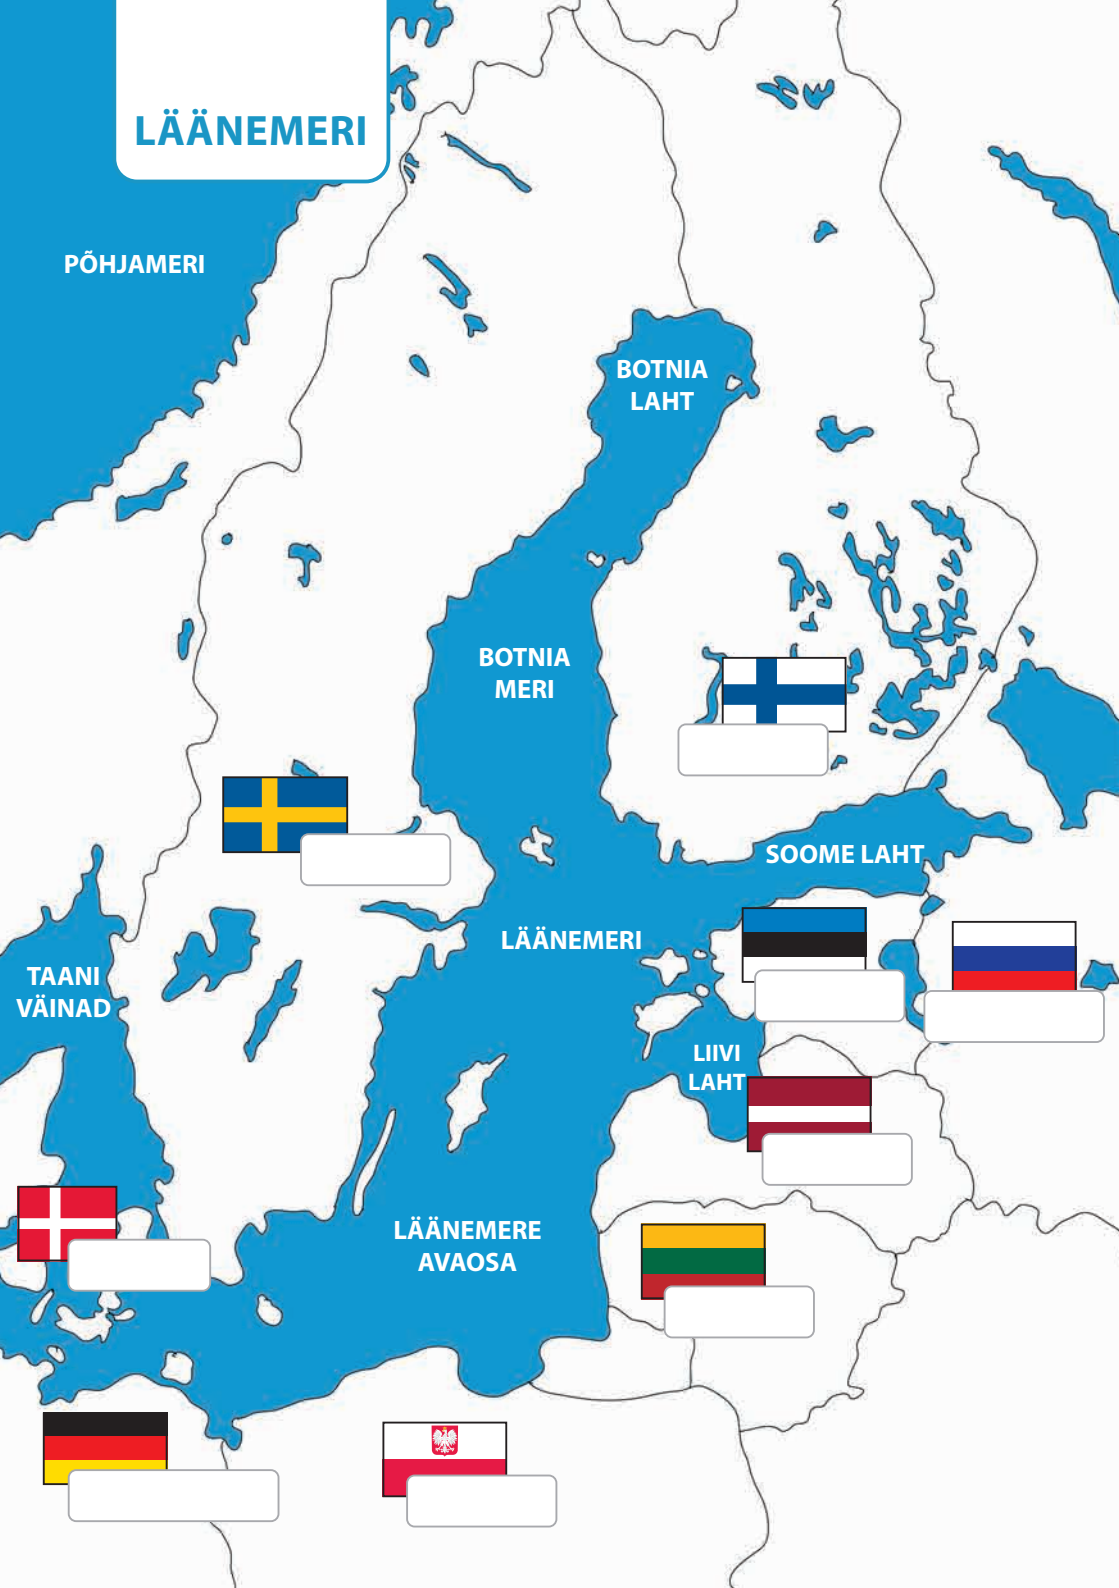 LÄÄNEMERI
PÕHJAMERI
BOTNIA
LAHT
BOTNIA
MERI
SOOME LAHT
LÄÄNEMERI
TAANI
VÄINAD
LIIVI
LAHT
LÄÄNEMERE
AVAOSA